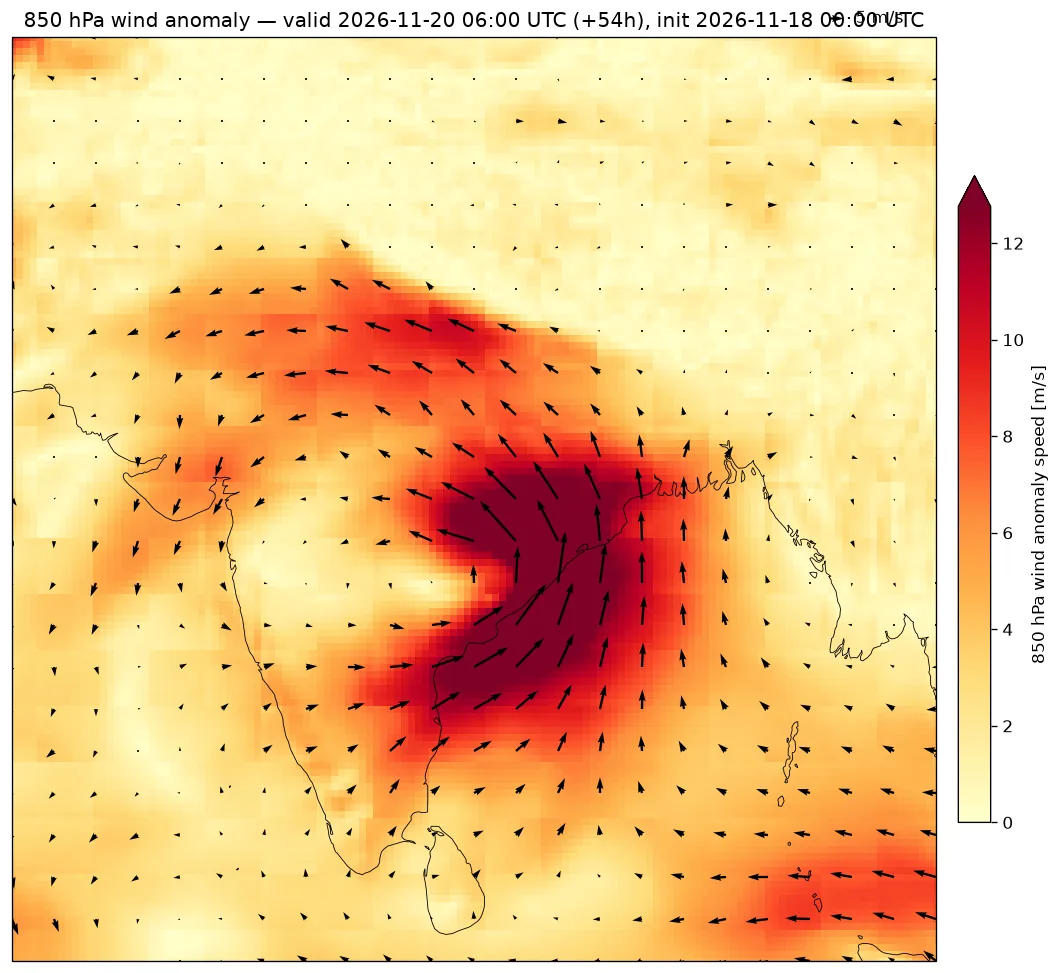 850 hPa wind anomaly — valid 2026-11-20 06:00 UTC (+54h), init 2026-11-18 00:00 UTC
5 m/s
12
10
8
6
4
2
0
850 hPa wind anomaly speed [m/s]